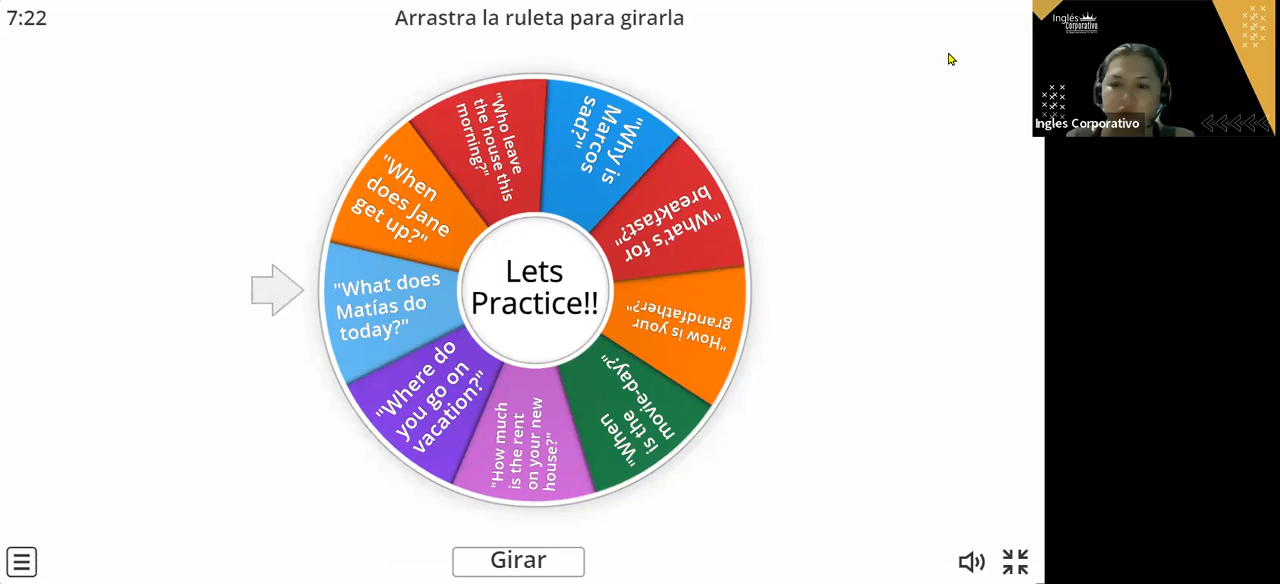 7:22
Arrastra la ruleta para girarla
Inglés
Corporativo
Ingles Corporativo
"Who leave
the house this
morning?"
"Why is
Marcos
sad?"
"What's for
breakfast?"
"How is your
grandfather?"
"When
is the
movie-day?"
"How much
is the rent
on your new
house?"
"Where do
you go on
vacation?"
"What does
Matías do
today?"
"When
does Jane
get up?"
Lets
Practice!!
Girar